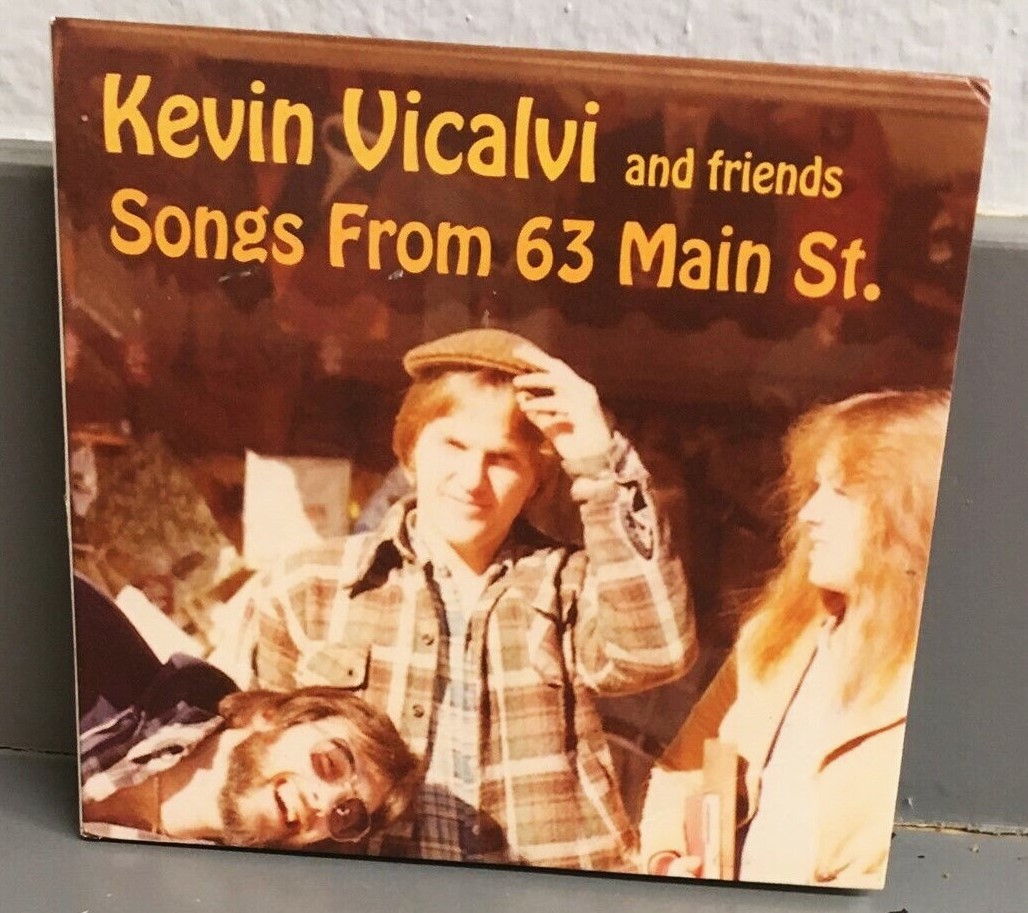 Kevin Vicalvi and friends
Songs From 63 Main St.